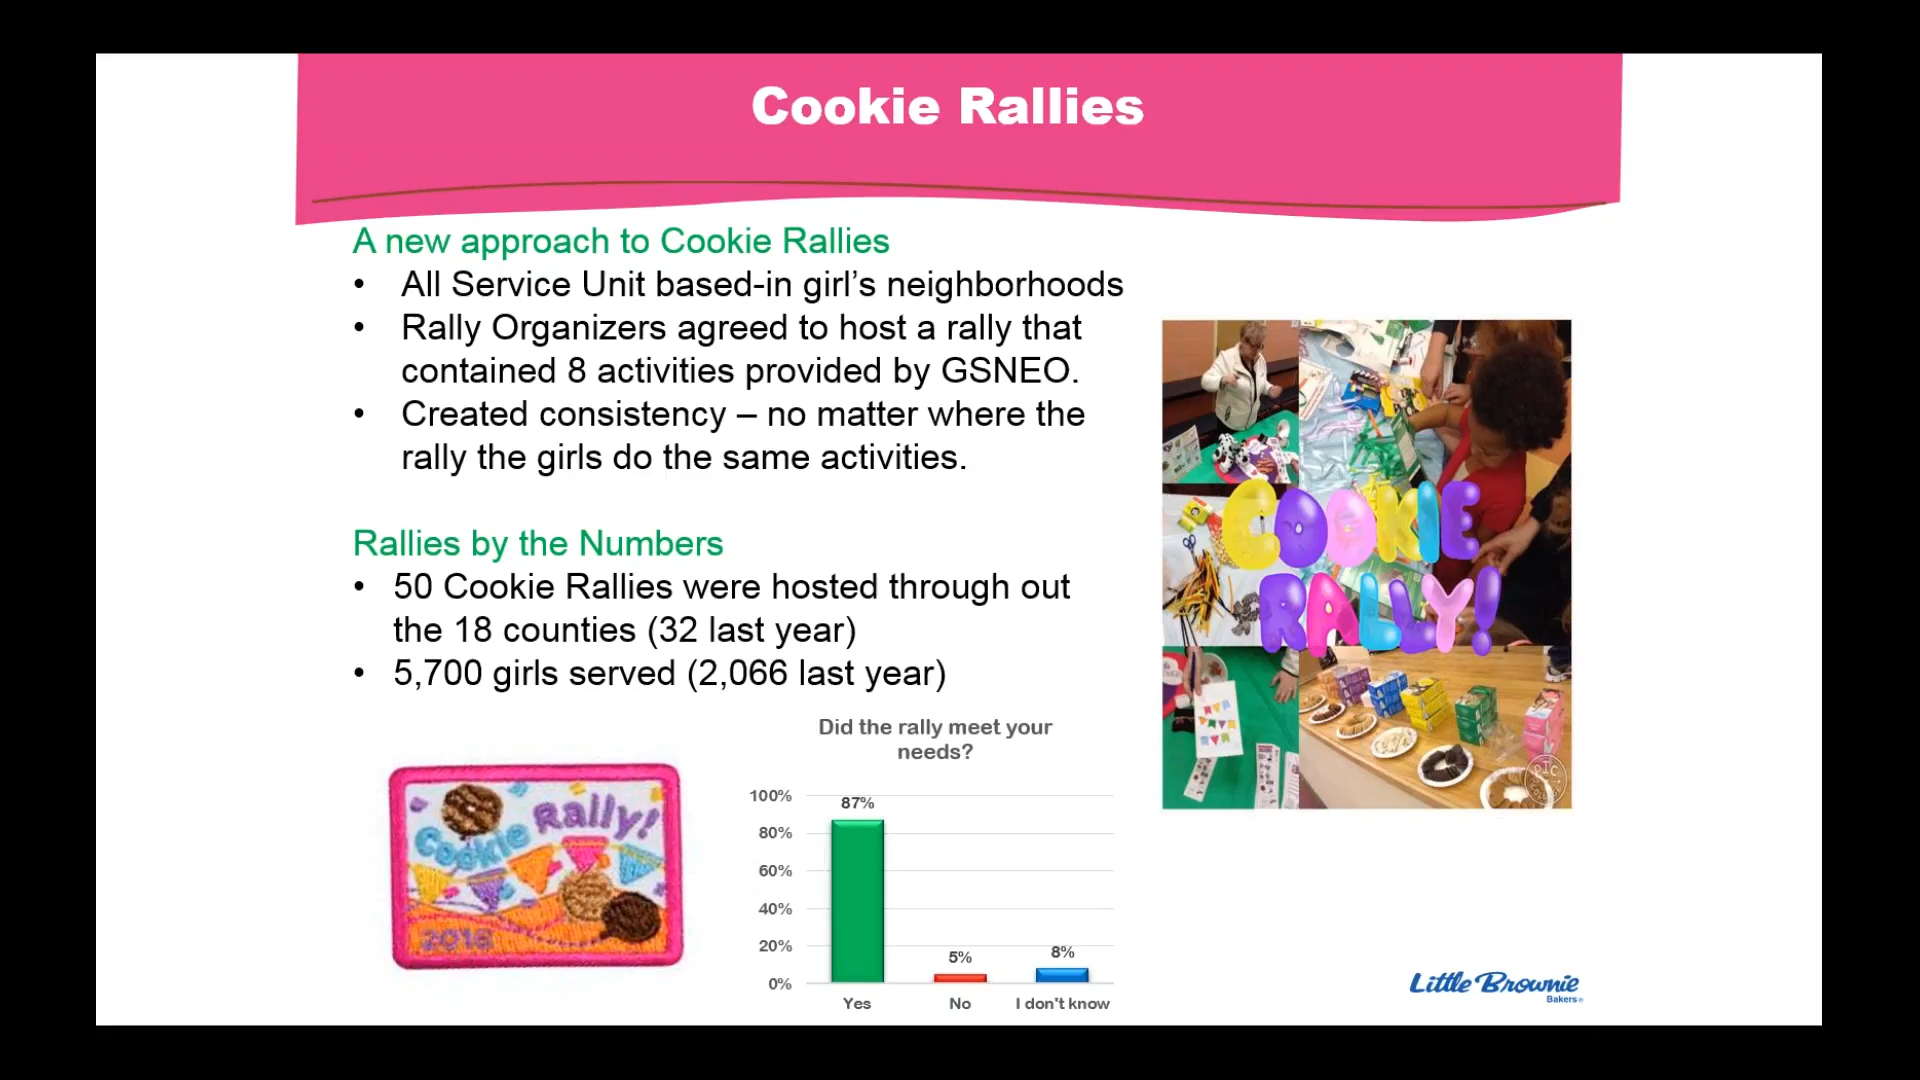 Cookie Rallies
A new approach to Cookie Rallies
• All Service Unit based-in girl’s neighborhoods
• Rally Organizers agreed to host a rally that
contained 8 activities provided by GSNEO.
• Created consistency – no matter where the
rally the girls do the same activities.
Rallies by the Numbers
• 50 Cookie Rallies were hosted through out
the 18 counties (32 last year)
• 5,700 girls served (2,066 last year)
COOKIE
RALLY!
PIC
COLLAGE
Cookie Rally!
2018
Did the rally meet your
needs?
100%
80%
60%
40%
20%
0%
87%
5%
8%
Yes
No
I don't know
Little Brownie
Bakers®